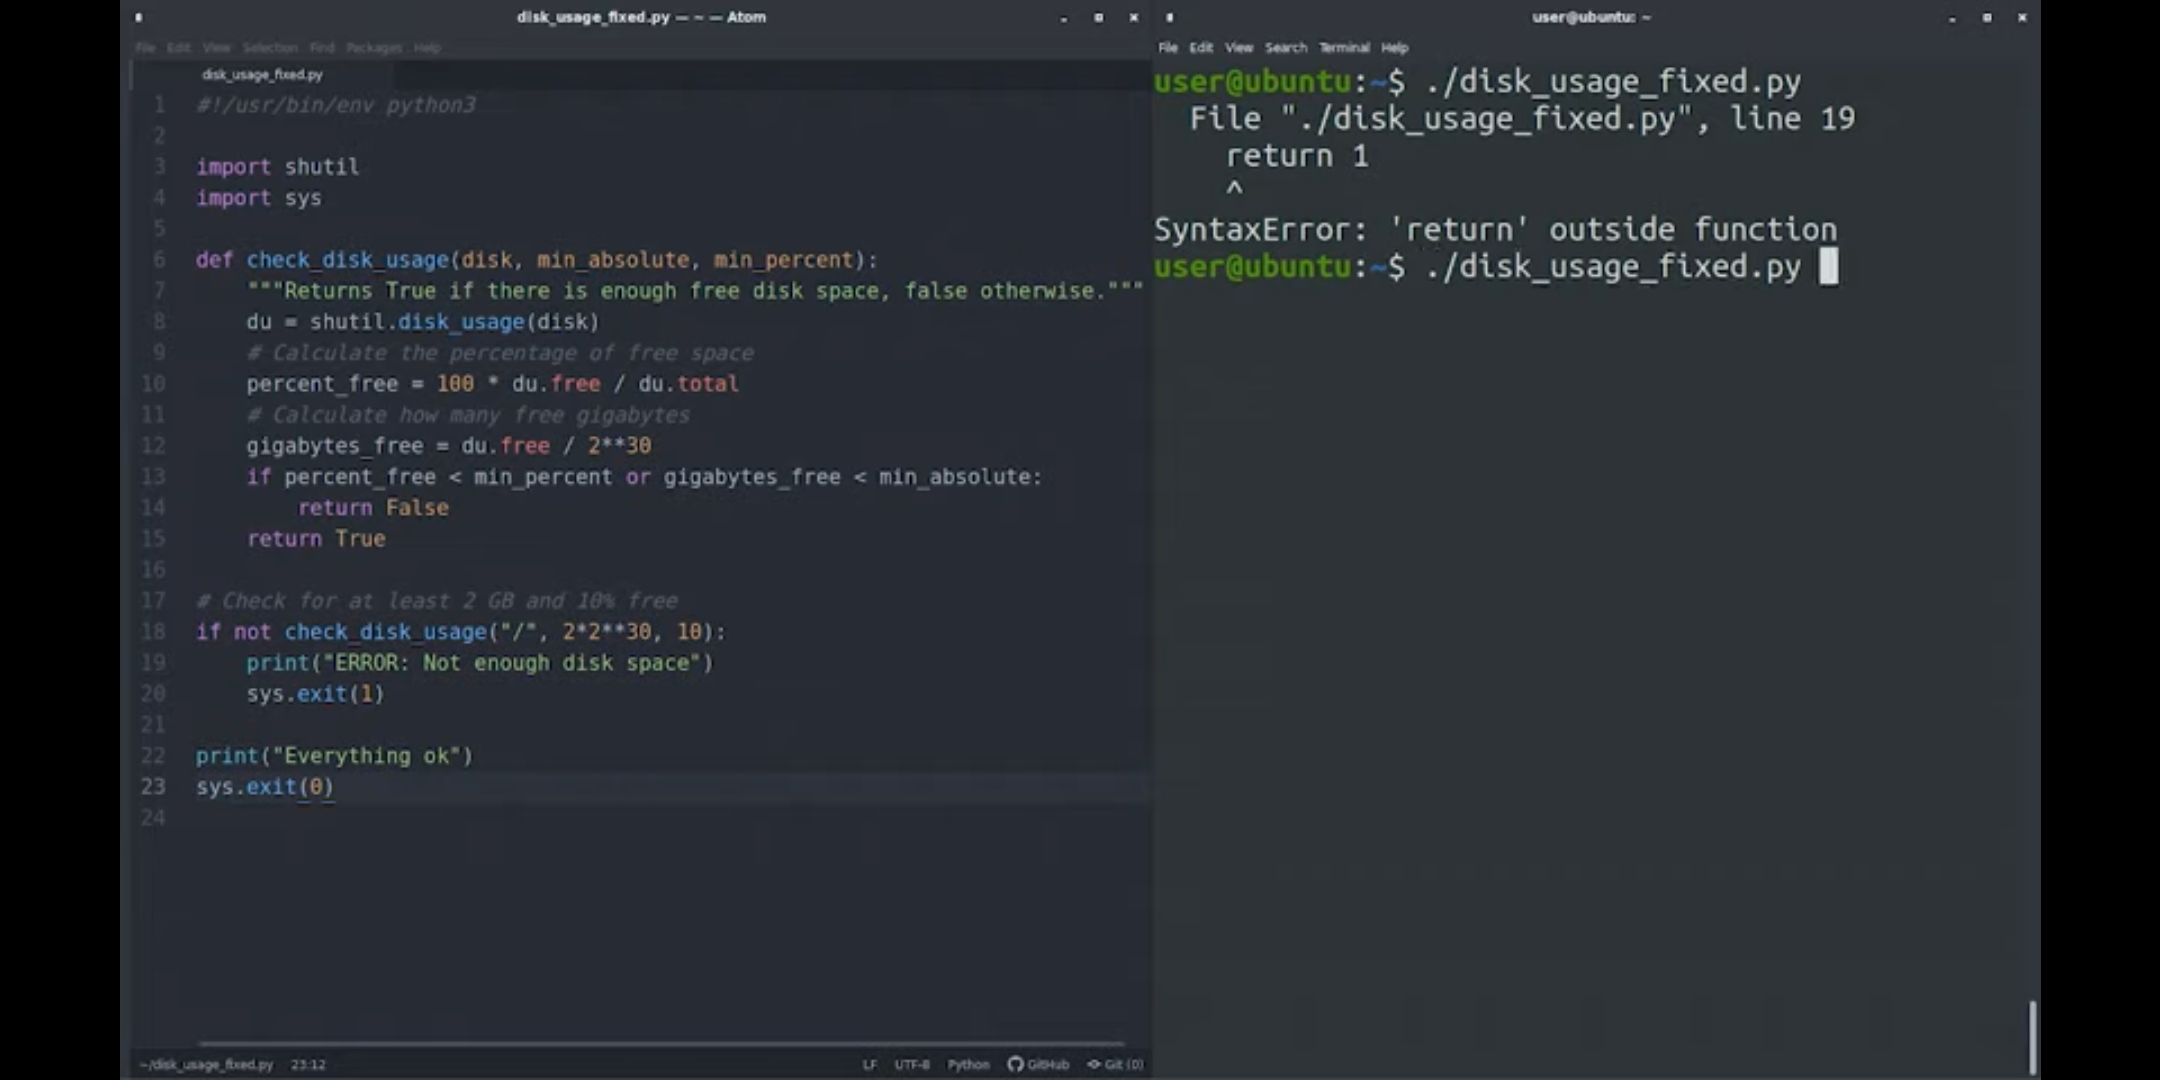 disk_usage_fixed.py — ~ — Atom
File Edit View Selection Find Packages Help
disk_usage_fixed.py
1 #!/usr/bin/env python3
2
3 import shutil
4 import sys
5
6 def check_disk_usage(disk, min_absolute, min_percent):
7     """Returns True if there is enough free disk space, false otherwise."""
8     du = shutil.disk_usage(disk)
9     # Calculate the percentage of free space
10     percent_free = 100 * du.free / du.total
11     # Calculate how many free gigabytes
12     gigabytes_free = du.free / 2**30
13     if percent_free < min_percent or gigabytes_free < min_absolute:
14         return False
15     return True
16
17 # Check for at least 2 GB and 10% free
18 if not check_disk_usage("/", 2*2**30, 10):
19     print("ERROR: Not enough disk space")
20     sys.exit(1)
21
22 print("Everything ok")
23 sys.exit(0)
24
~/disk_usage_fixed.py 23:12 LF UTF-8 Python GitHub Git (0)
user@ubuntu: ~
File Edit View Search Terminal Help
user@ubuntu:~$ ./disk_usage_fixed.py
  File "./disk_usage_fixed.py", line 19
    return 1
    ^
SyntaxError: 'return' outside function
user@ubuntu:~$ ./disk_usage_fixed.py